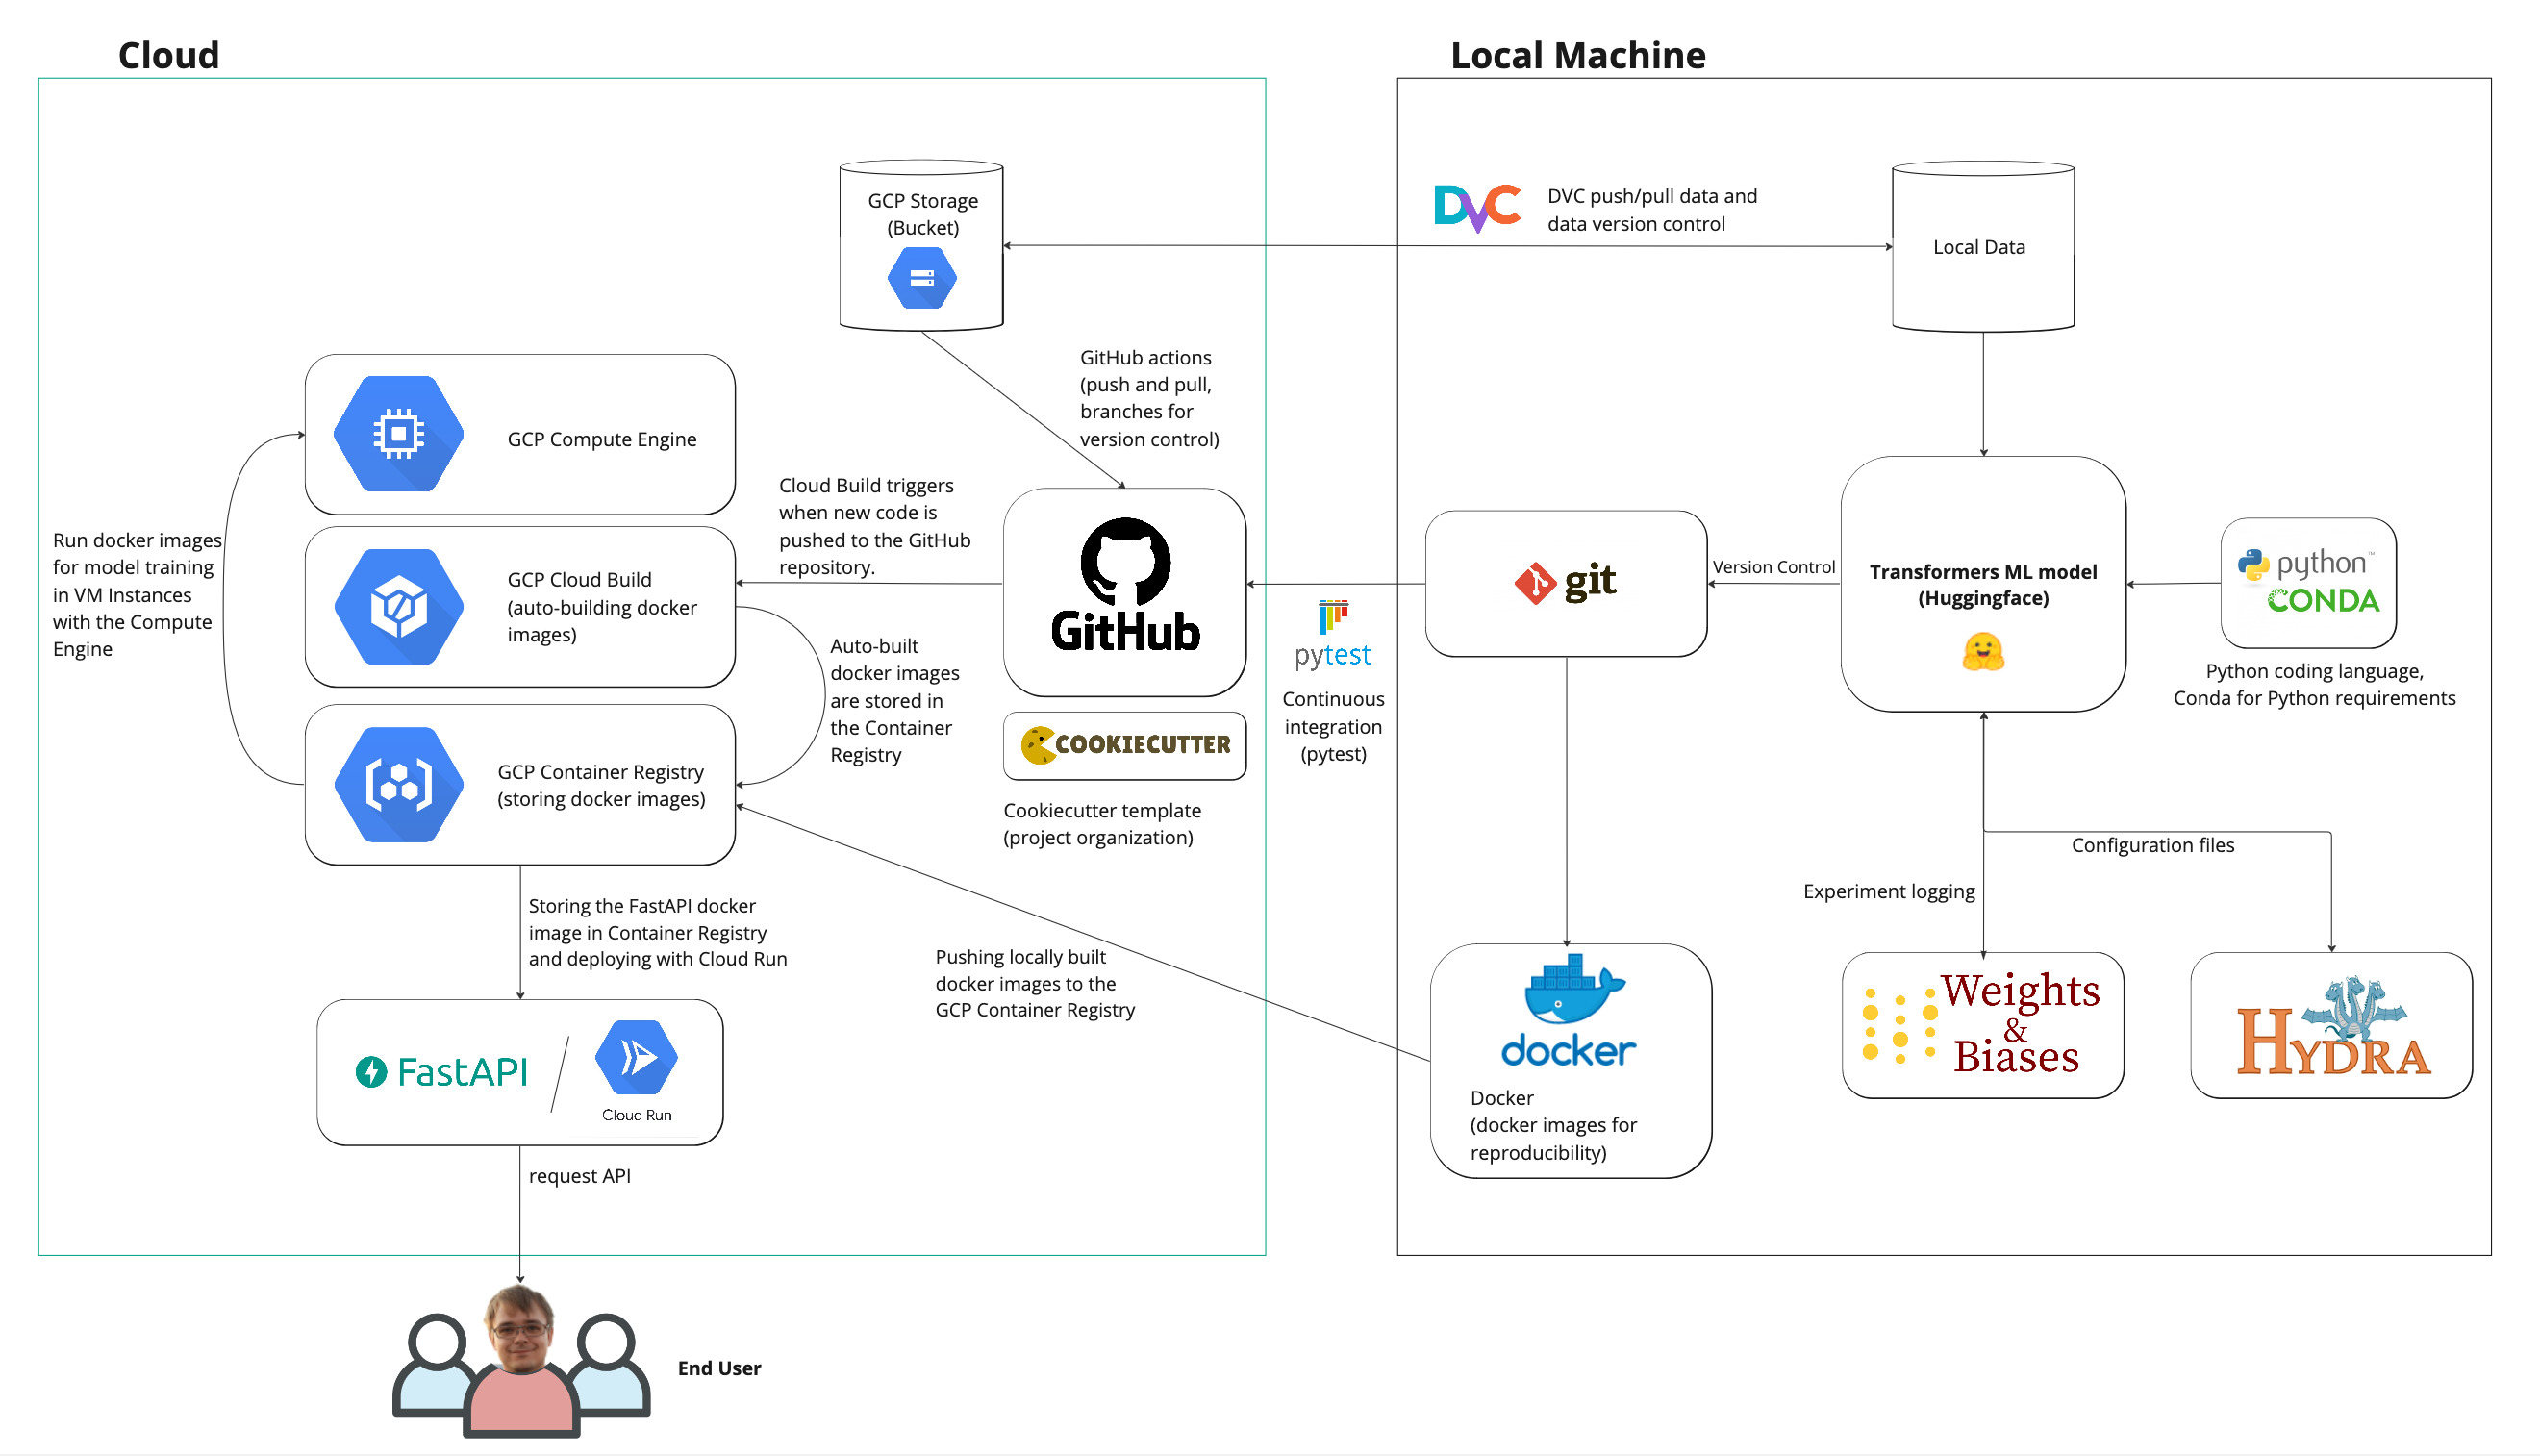 Cloud
Local Machine
GCP Storage
(Bucket)
DVC
DVC push/pull data and
data version control
Local Data
GitHub actions
(push and pull,
branches for
version control)
GCP Compute Engine
Cloud Build triggers
when new code is
pushed to the GitHub
repository.
Run docker images
for model training
in VM Instances
with the Compute
Engine
GCP Cloud Build
(auto-building docker
images)
GitHub
Auto-built
docker images
are stored in
the Container
Registry
pytest
Continuous
integration
(pytest)
git
Version Control
Transformers ML model
(Huggingface)
python™
CONDA
Python coding language,
Conda for Python requirements
GCP Container Registry
(storing docker images)
COOKIECUTTER
Cookiecutter template
(project organization)
Configuration files
Experiment logging
Storing the FastAPI docker
image in Container Registry
and deploying with Cloud Run
Pushing locally built
docker images to the
GCP Container Registry
docker
Docker
(docker images for
reproducibility)
Weights
&
Biases
HYDRA
FastAPI
Cloud Run
request API
End User